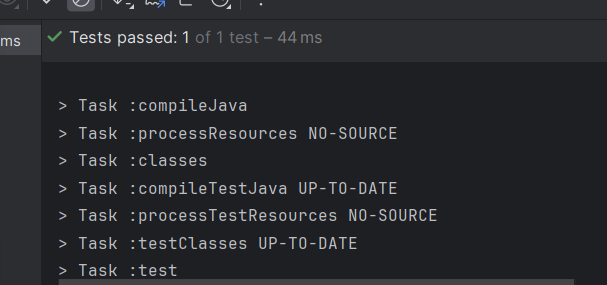 ms
Tests passed: 1 of 1 test – 44 ms
> Task :compileJava
> Task :processResources NO-SOURCE
> Task :classes
> Task :compileTestJava UP-TO-DATE
> Task :processTestResources NO-SOURCE
> Task :testClasses UP-TO-DATE
> Task :test